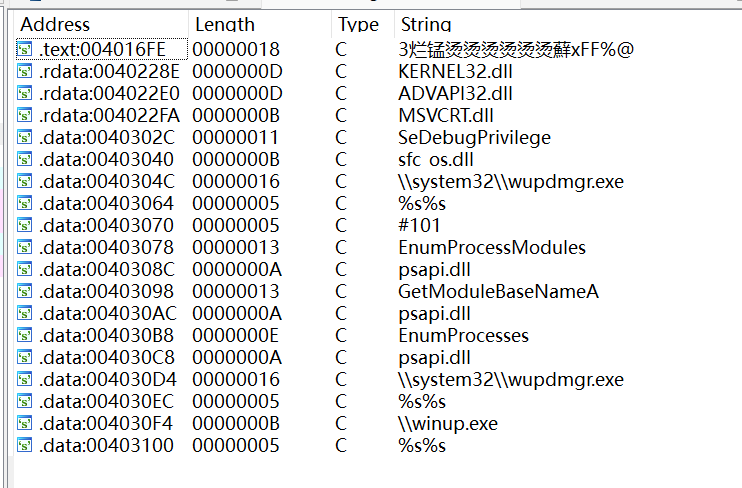 Address Length Type String
.text:004016FE 00000018 C 3烂锰烫烫烫烫烫烫蘚xFF%@
.rdata:0040228E 0000000D C KERNEL32.dll
.rdata:004022E0 0000000D C ADVAPI32.dll
.rdata:004022FA 0000000B C MSVCRT.dll
.data:0040302C 00000011 C SeDebugPrivilege
.data:00403040 0000000B C sfc_os.dll
.data:0040304C 00000016 C \\system32\\wupdmgr.exe
.data:00403064 00000005 C %s%s
.data:00403070 00000005 C #101
.data:00403078 00000013 C EnumProcessModules
.data:0040308C 0000000A C psapi.dll
.data:00403098 00000013 C GetModuleBaseNameA
.data:004030AC 0000000A C psapi.dll
.data:004030B8 0000000E C EnumProcesses
.data:004030C8 0000000A C psapi.dll
.data:004030D4 00000016 C \\system32\\wupdmgr.exe
.data:004030EC 00000005 C %s%s
.data:004030F4 0000000B C \\winup.exe
.data:00403100 00000005 C %s%s